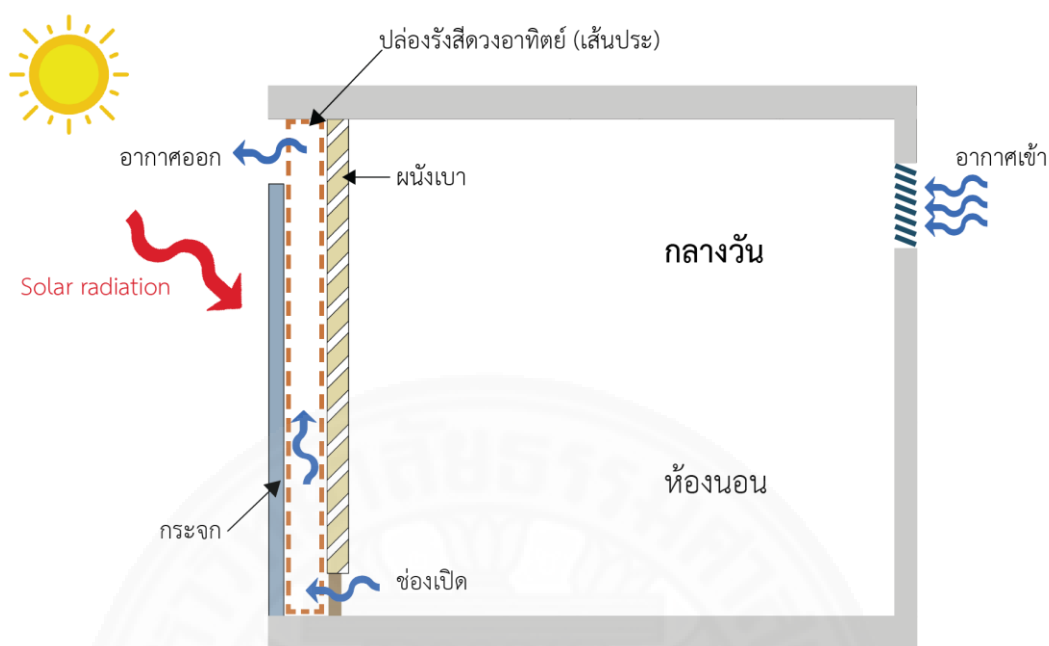 ปล่องรังสีดวงอาทิตย์ (เส้นประ)
อากาศออก
ผนังเบา
อากาศเข้า
กลางวัน
Solar radiation
ห้องนอน
กระจก
ช่องเปิด